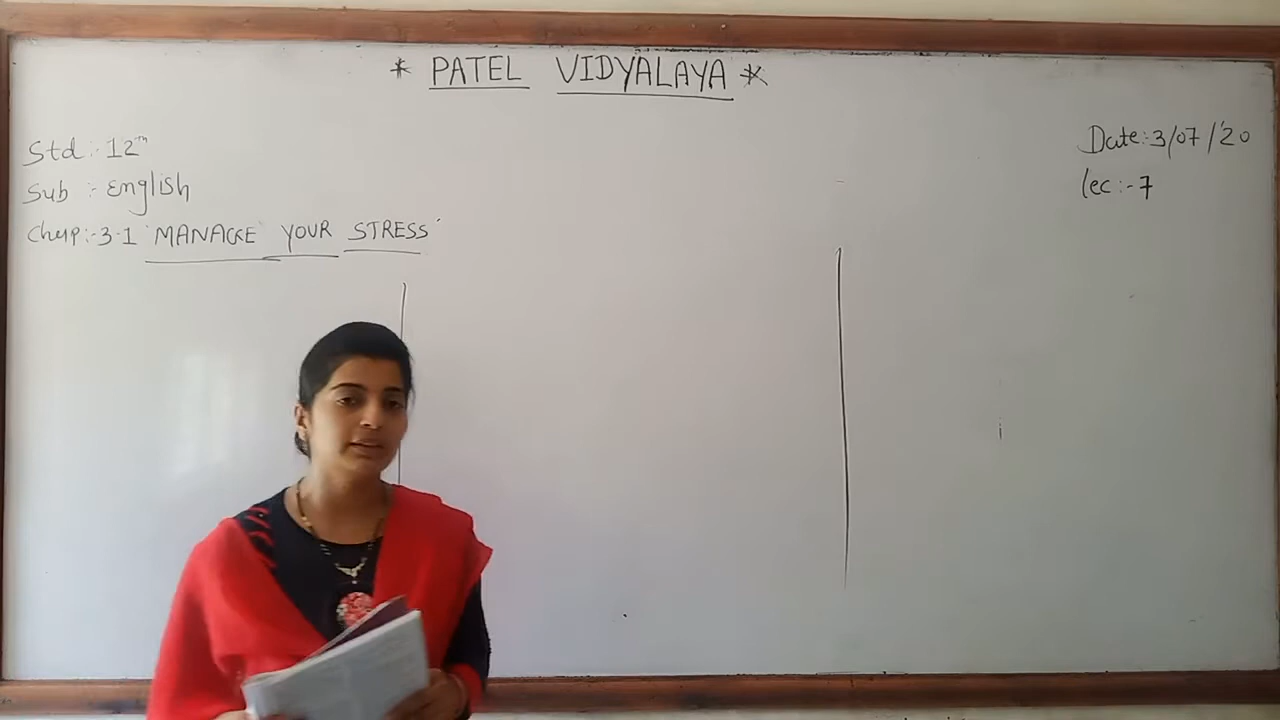 * PATEL VIDYALAYA *
Std :- 12th
Date:3/07/'20
Sub :- English
lec:-7
Chap:-3.1 'MANAGE YOUR STRESS'